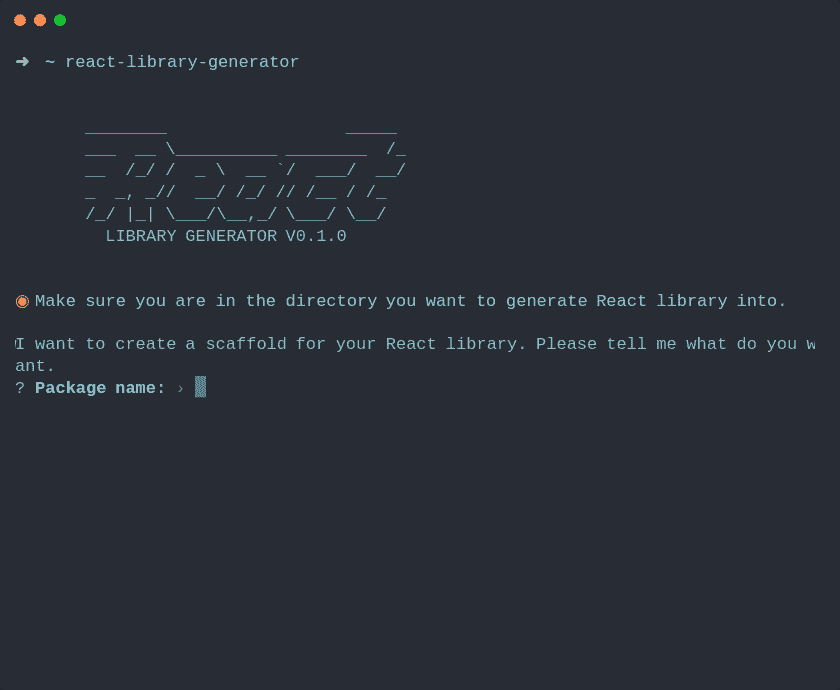 ➜  ~ react-library-generator
       ________                  _____
       ___  __ \__________ ________  /_
       __  /_/ /  _ \  __ `/  ___/  __/
       _  _, _//  __/ /_/ // /__ / /_
       /_/ |_| \___/\__,_/ \___/ \__/
         LIBRARY GENERATOR V0.1.0
◉ Make sure you are in the directory you want to generate React library into.
I want to create a scaffold for your React library. Please tell me what do you w
ant.
? Package name: ›